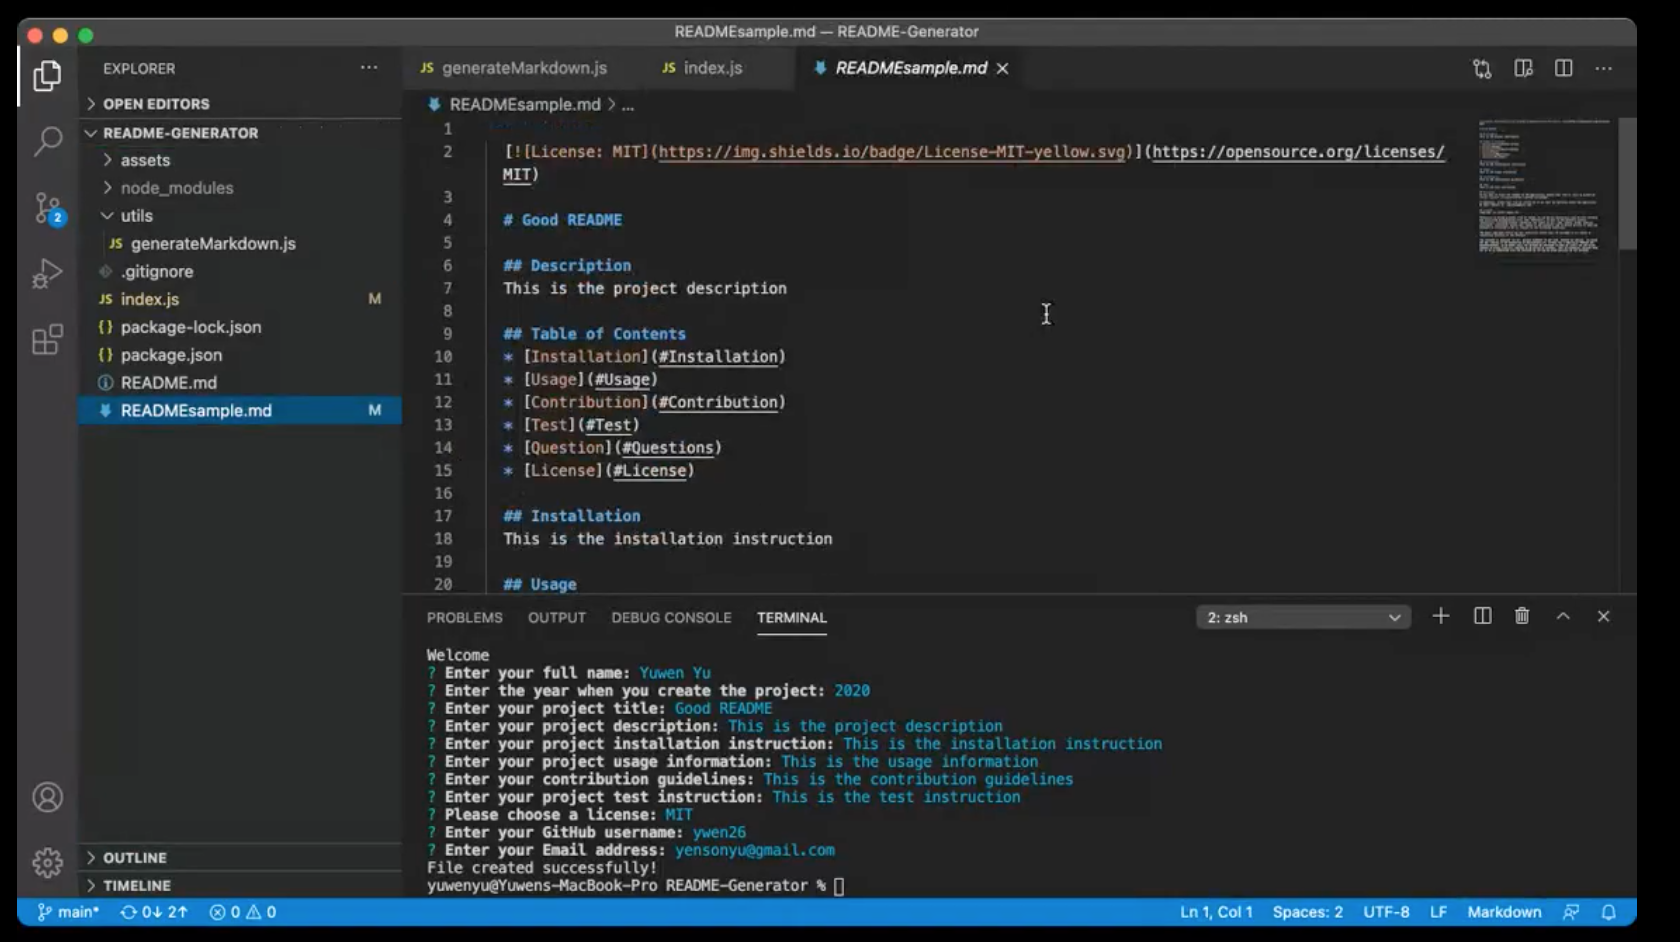 READMEsample.md — README-Generator
EXPLORER
generateMarkdown.js
index.js
READMEsample.md
OPEN EDITORS
README-GENERATOR
assets
node_modules
utils
JS generateMarkdown.js
.gitignore
JS index.js M
{} package-lock.json
{} package.json
README.md
READMEsample.md M
OUTLINE
TIMELINE
2
READMEsample.md > ...
1
2 [![License: MIT](https://img.shields.io/badge/License-MIT-yellow.svg)](https://opensource.org/licenses/
MIT)
3
4 # Good README
5
6 ## Description
7 This is the project description
8
9 ## Table of Contents
10 * [Installation](#Installation)
11 * [Usage](#Usage)
12 * [Contribution](#Contribution)
13 * [Test](#Test)
14 * [Question](#Questions)
15 * [License](#License)
16
17 ## Installation
18 This is the installation instruction
19
20 ## Usage
PROBLEMS OUTPUT DEBUG CONSOLE TERMINAL 2: zsh
Welcome
? Enter your full name: Yuwen Yu
? Enter the year when you create the project: 2020
? Enter your project title: Good README
? Enter your project description: This is the project description
? Enter your project installation instruction: This is the installation instruction
? Enter your project usage information: This is the usage information
? Enter your contribution guidelines: This is the contribution guidelines
? Enter your project test instruction: This is the test instruction
? Please choose a license: MIT
? Enter your GitHub username: ywen26
? Enter your Email address: yensonyu@gmail.com
File created successfully!
yuwenyu@Yuwens-MacBook-Pro README-Generator %
main* 0↓ 2↑ 0 0 Ln 1, Col 1 Spaces: 2 UTF-8 LF Markdown